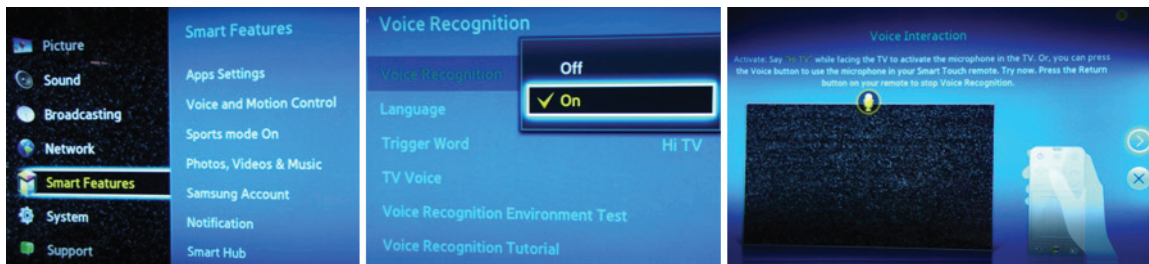 Picture
Sound
Broadcasting
Network
Smart Features
System
Support
Smart Features
Apps Settings
Voice and Motion Control
Sports mode On
Photos, Videos & Music
Samsung Account
Notification
Smart Hub
Voice Recognition
Voice Recognition
Off
On
Language
Trigger Word Hi TV
TV Voice
Voice Recognition Environment Test
Voice Recognition Tutorial
Voice Interaction
Activate: Say "Hi TV" while facing the TV to activate the microphone in the TV. Or, you can press
the Voice button to use the microphone in your Smart Touch remote. Try now. Press the Return
button on your remote to stop Voice Recognition.